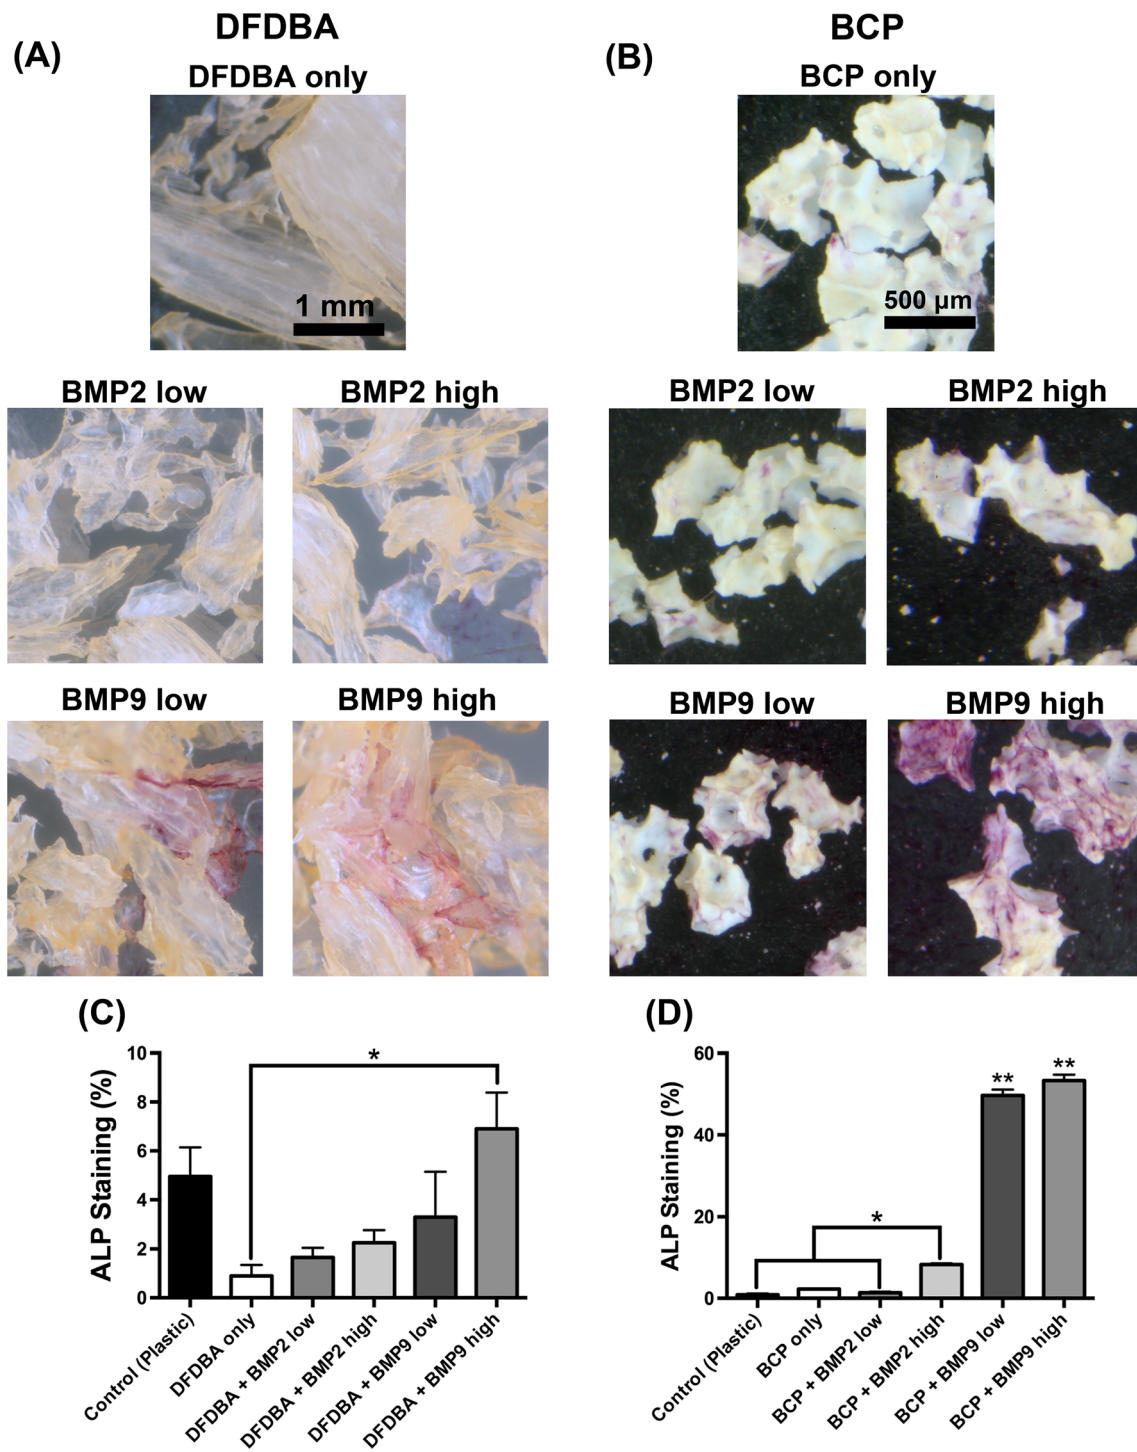 DFDBA
(A)
DFDBA only
1 mm
BMP2 low
BMP2 high
BMP9 low
BMP9 high
BCP
(B)
BCP only
500 µm
BMP2 low
BMP2 high
BMP9 low
BMP9 high
(C)
ALP Staining (%)
10
8
6
4
2
0
*
Control (Plastic)
DFDBA only
DFDBA + BMP2 low
DFDBA + BMP2 high
DFDBA + BMP9 low
DFDBA + BMP9 high
(D)
ALP Staining (%)
60
40
20
0
*
**
**
Control (Plastic)
BCP only
BCP + BMP2 low
BCP + BMP2 high
BCP + BMP9 low
BCP + BMP9 high